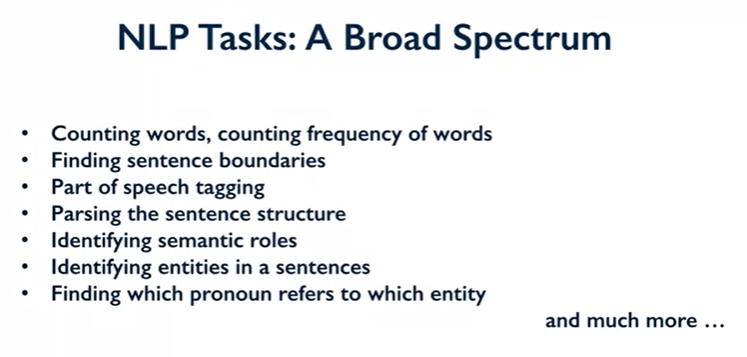 NLP Tasks: A Broad Spectrum
• Counting words, counting frequency of words
• Finding sentence boundaries
• Part of speech tagging
• Parsing the sentence structure
• Identifying semantic roles
• Identifying entities in a sentences
• Finding which pronoun refers to which entity
and much more …